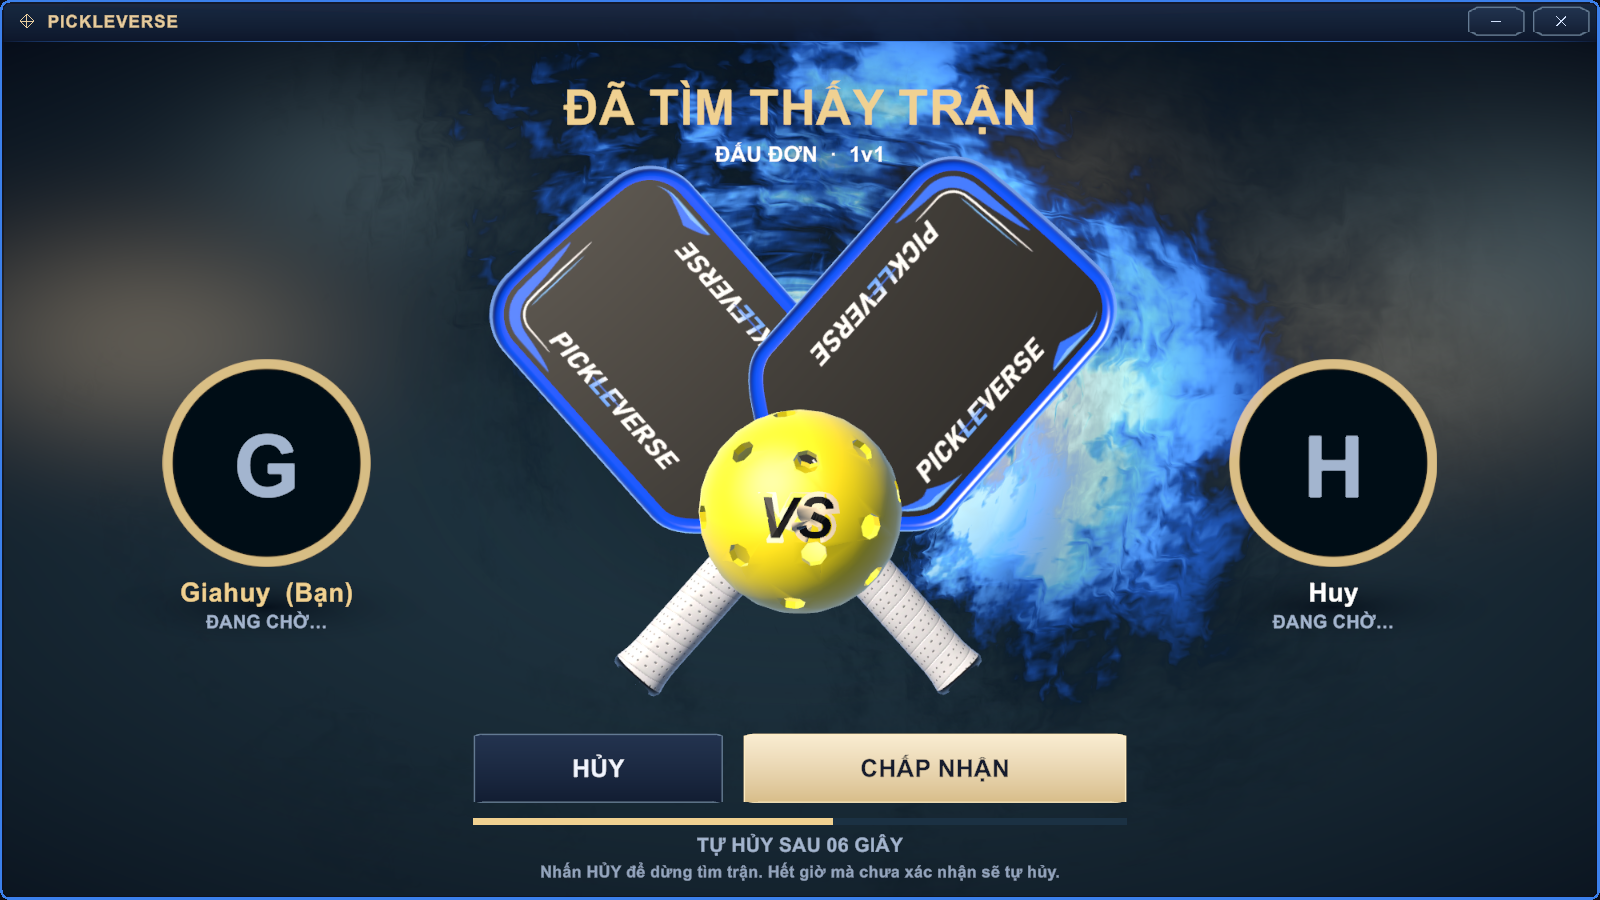 PICKLEVERSE
ĐÃ TÌM THẤY TRẬN
ĐẤU ĐƠN · 1v1
PICKLEVERSE
PICKLEVERSE
PICKLEVERSE
PICKLEVERSE
VS
G
H
Giahuy (Bạn)
ĐANG CHỜ...
Huy
ĐANG CHỜ...
HỦY
CHẤP NHẬN
TỰ HỦY SAU 06 GIÂY
Nhấn HỦY để dừng tìm trận. Hết giờ mà chưa xác nhận sẽ tự hủy.